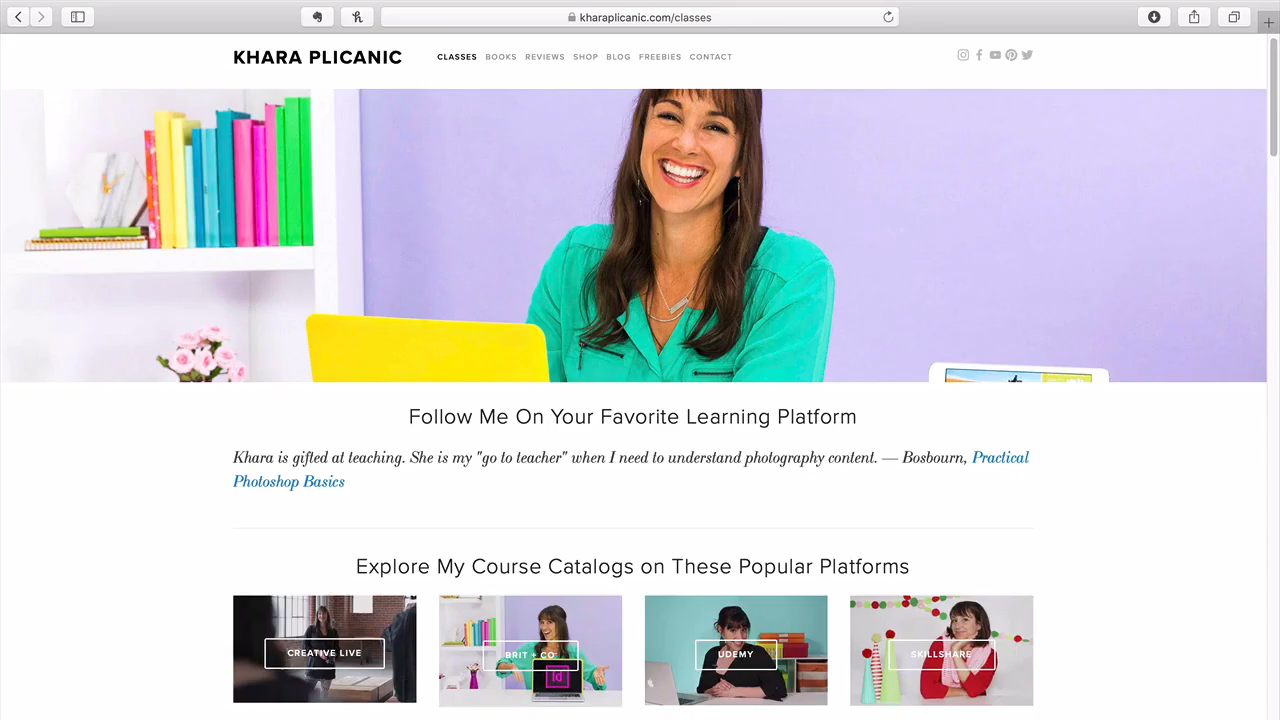 kharaplicanic.com/classes
KHARA PLICANIC
CLASSES BOOKS REVIEWS SHOP BLOG FREEBIES CONTACT
Follow Me On Your Favorite Learning Platform
Khara is gifted at teaching. She is my "go to teacher" when I need to understand photography content. — Bosbourn, Practical
Photoshop Basics
Explore My Course Catalogs on These Popular Platforms
CREATIVE LIVE
BRIT + CO
UDEMY
SKILLSHARE
Id